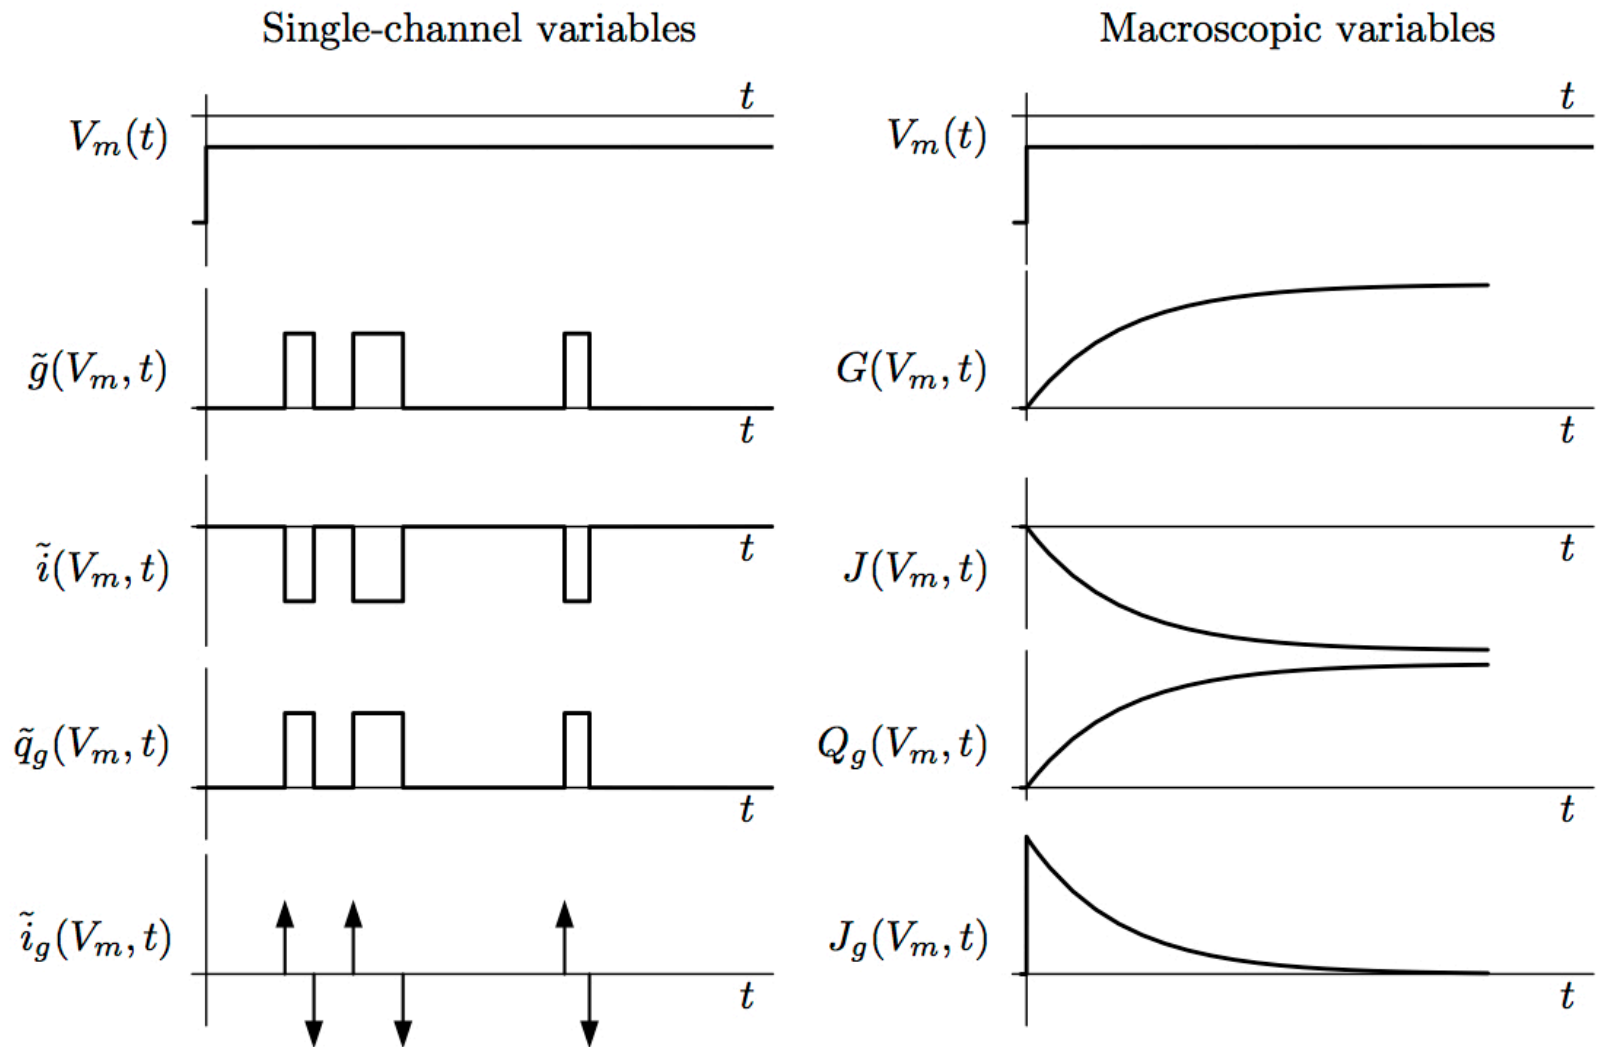 Single-channel variables
Macroscopic variables
t
V_m(t)
t
V_m(t)
g̃(V_m, t)
t
G(V_m, t)
t
ĩ(V_m, t)
t
J(V_m, t)
t
q̃_g(V_m, t)
t
Q_g(V_m, t)
t
ĩ_g(V_m, t)
t
J_g(V_m, t)
t